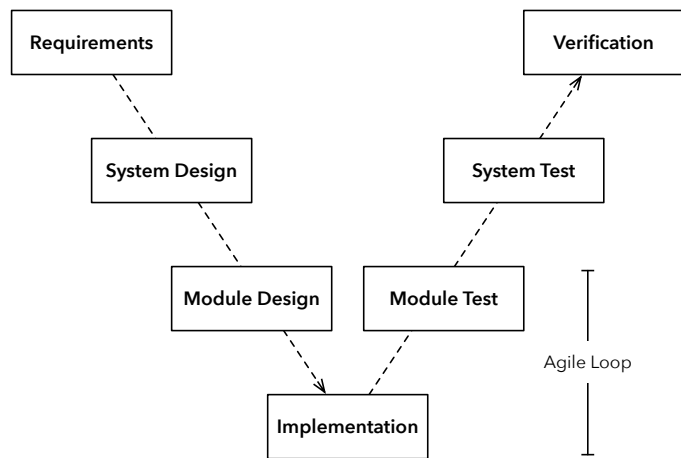 Requirements
Verification
System Design
System Test
Module Design
Module Test
Agile Loop
Implementation